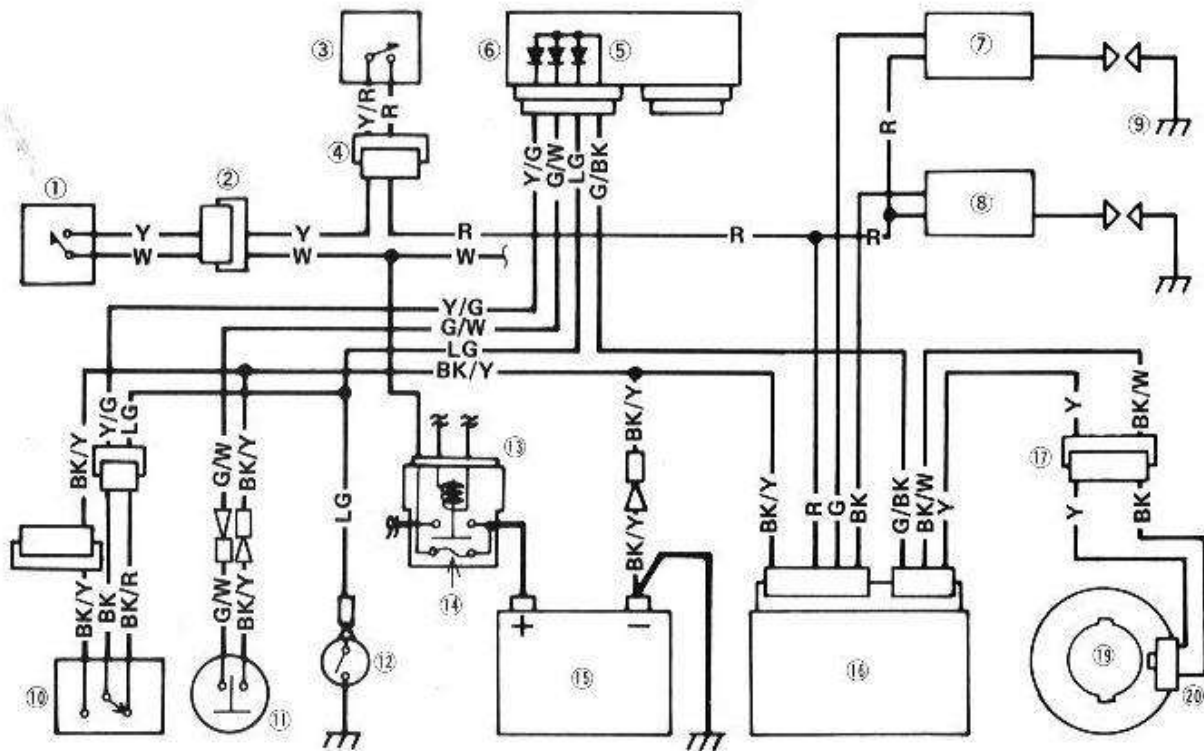 ③
⑥
⑤
⑦
Y/R
R
④
Y/G
G/W
LG
G/BK
R
⑨
①
②
⑧
Y
Y
R
R
R
W
W
W
Y/G
G/W
LG
BK/Y
BK/Y
Y/G
LG
G/W
BK/Y
LG
⑬
BK/Y
BK/Y
R
G
BK
G/BK
BK/W
Y
Y
BK/W
⑰
BK/Y
BK
BK/R
G/W
BK/Y
⑭
BK/Y
Y
BK
⑩
⑪
⑫
+
−
⑮
⑯
⑲
⑳